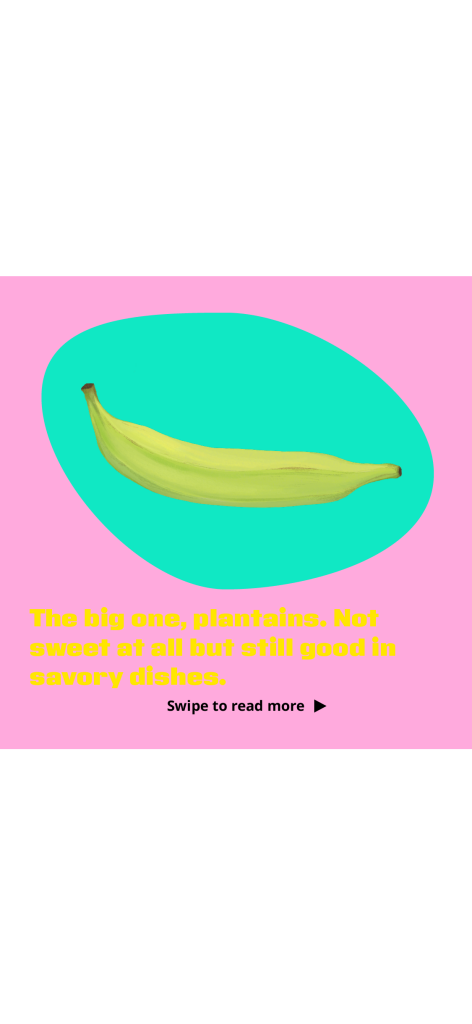 The big one, plantains. Not
sweet at all but still good in
savory dishes.
Swipe to read more